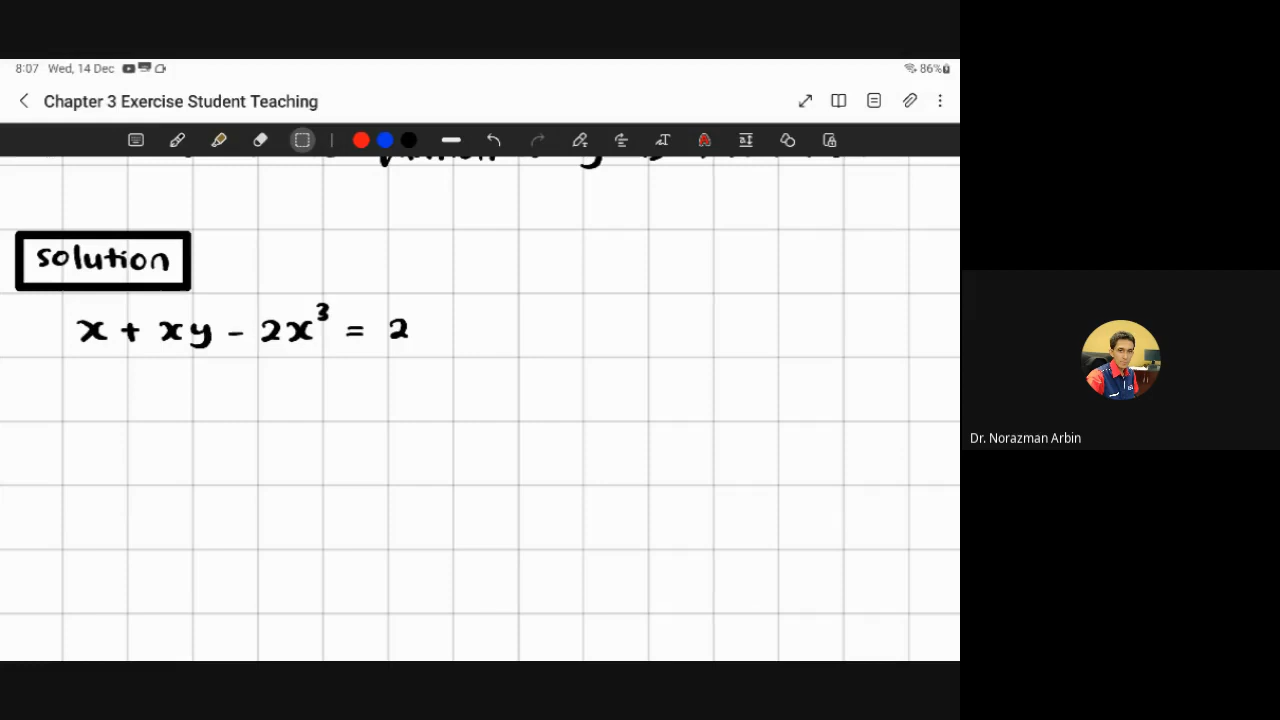 8:07 Wed, 14 Dec 86%
Chapter 3 Exercise Student Teaching
solution
x + xy - 2x³ = 2
Dr. Norazman Arbin